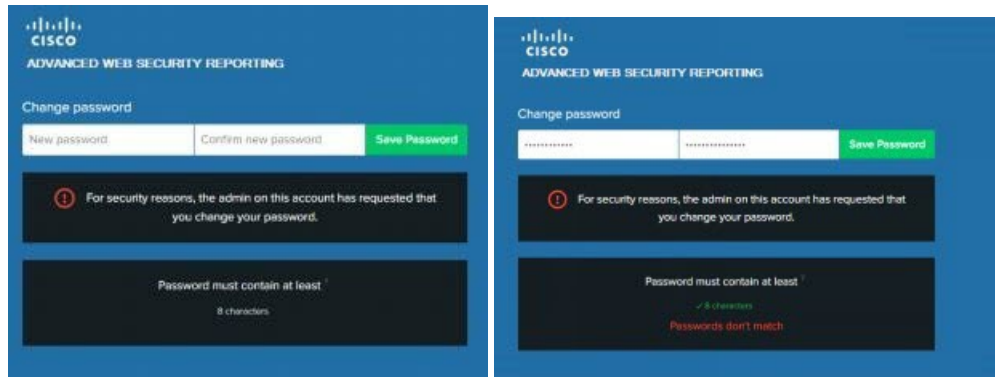 CISCO
ADVANCED WEB SECURITY REPORTING
Change password
New password Confirm new password Save Password
For security reasons, the admin on this account has requested that
you change your password.
Password must contain at least
8 characters
CISCO
ADVANCED WEB SECURITY REPORTING
Change password
Save Password
For security reasons, the admin on this account has requested that
you change your password.
Password must contain at least
✓ 8 characters
Passwords don't match